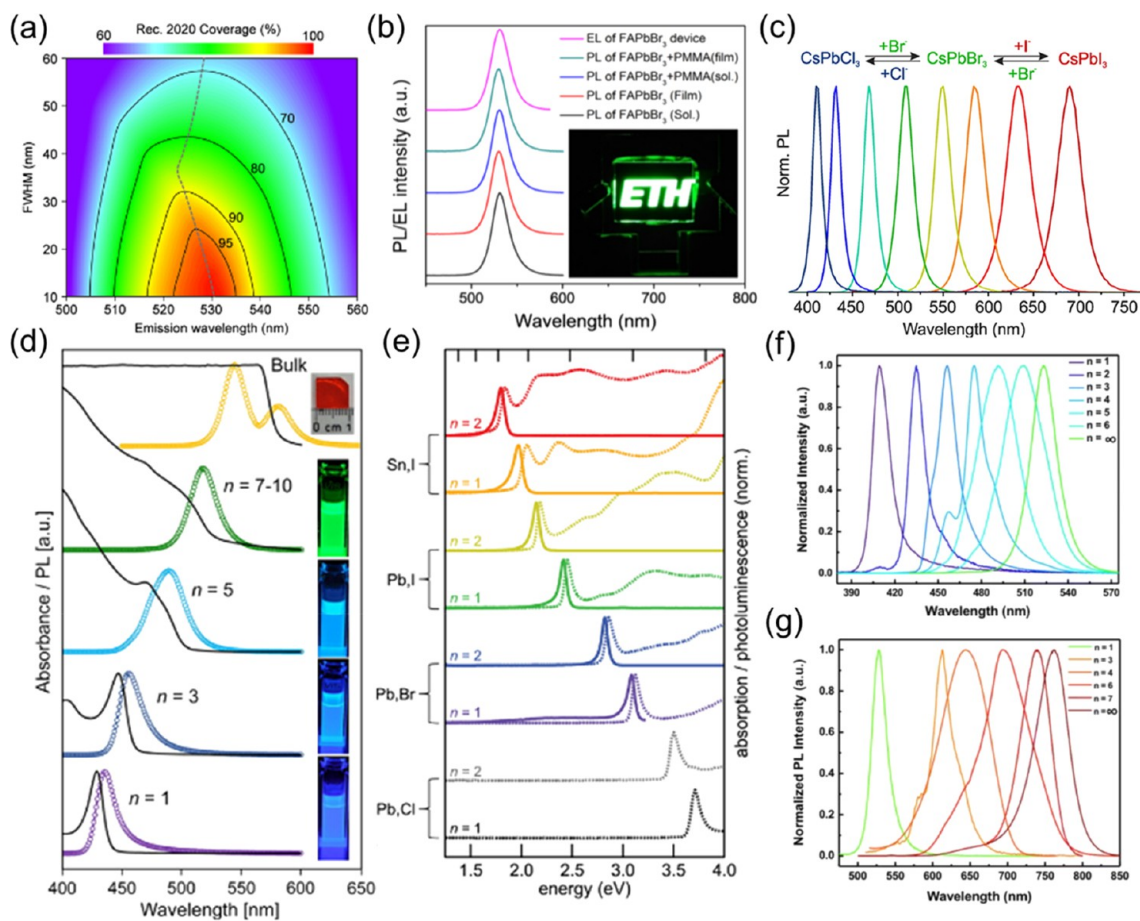 (a)
Rec. 2020 Coverage (%)
60
100
60
50
40
30
20
10
FWHM (nm)
70
80
90
95
500
510
520
530
540
550
560
Emission wavelength (nm)
(b)
EL of FAPbBr3 device
PL of FAPbBr3+PMMA(film)
PL of FAPbBr3+PMMA(sol.)
PL of FAPbBr3 (Film)
PL of FAPbBr3 (Sol.)
ETH
PL/EL intensity (a.u.)
500
600
700
800
Wavelength (nm)
(c)
+Br-
+I-
CsPbCl3
CsPbBr3
CsPbI3
+Cl-
+Br-
Norm. PL
400
450
500
550
600
650
700
750
Wavelength (nm)
(d)
Bulk
0 cm 1
n = 7-10
n = 5
n = 3
n = 1
Absorbance / PL [a.u.]
400
450
500
550
600
650
Wavelength [nm]
(e)
n = 2
Sn,I
n = 1
n = 2
Pb,I
n = 1
n = 2
Pb,Br
n = 1
n = 2
Pb,Cl
n = 1
absorption / photoluminescence (norm.)
1.5
2.0
2.5
3.0
3.5
4.0
energy (eV)
(f)
n = 1
n = 2
n = 3
n = 4
n = 5
n = 6
n = ∞
Normalized Intensity (a.u.)
1.0
0.8
0.6
0.4
0.2
0.0
390
420
450
480
510
540
570
Wavelength (nm)
(g)
n = 1
n = 3
n = 4
n = 6
n = 7
n = ∞
Normalized PL Intensity (a.u.)
1.0
0.8
0.6
0.4
0.2
0.0
500
550
600
650
700
750
800
850
Wavelength (nm)